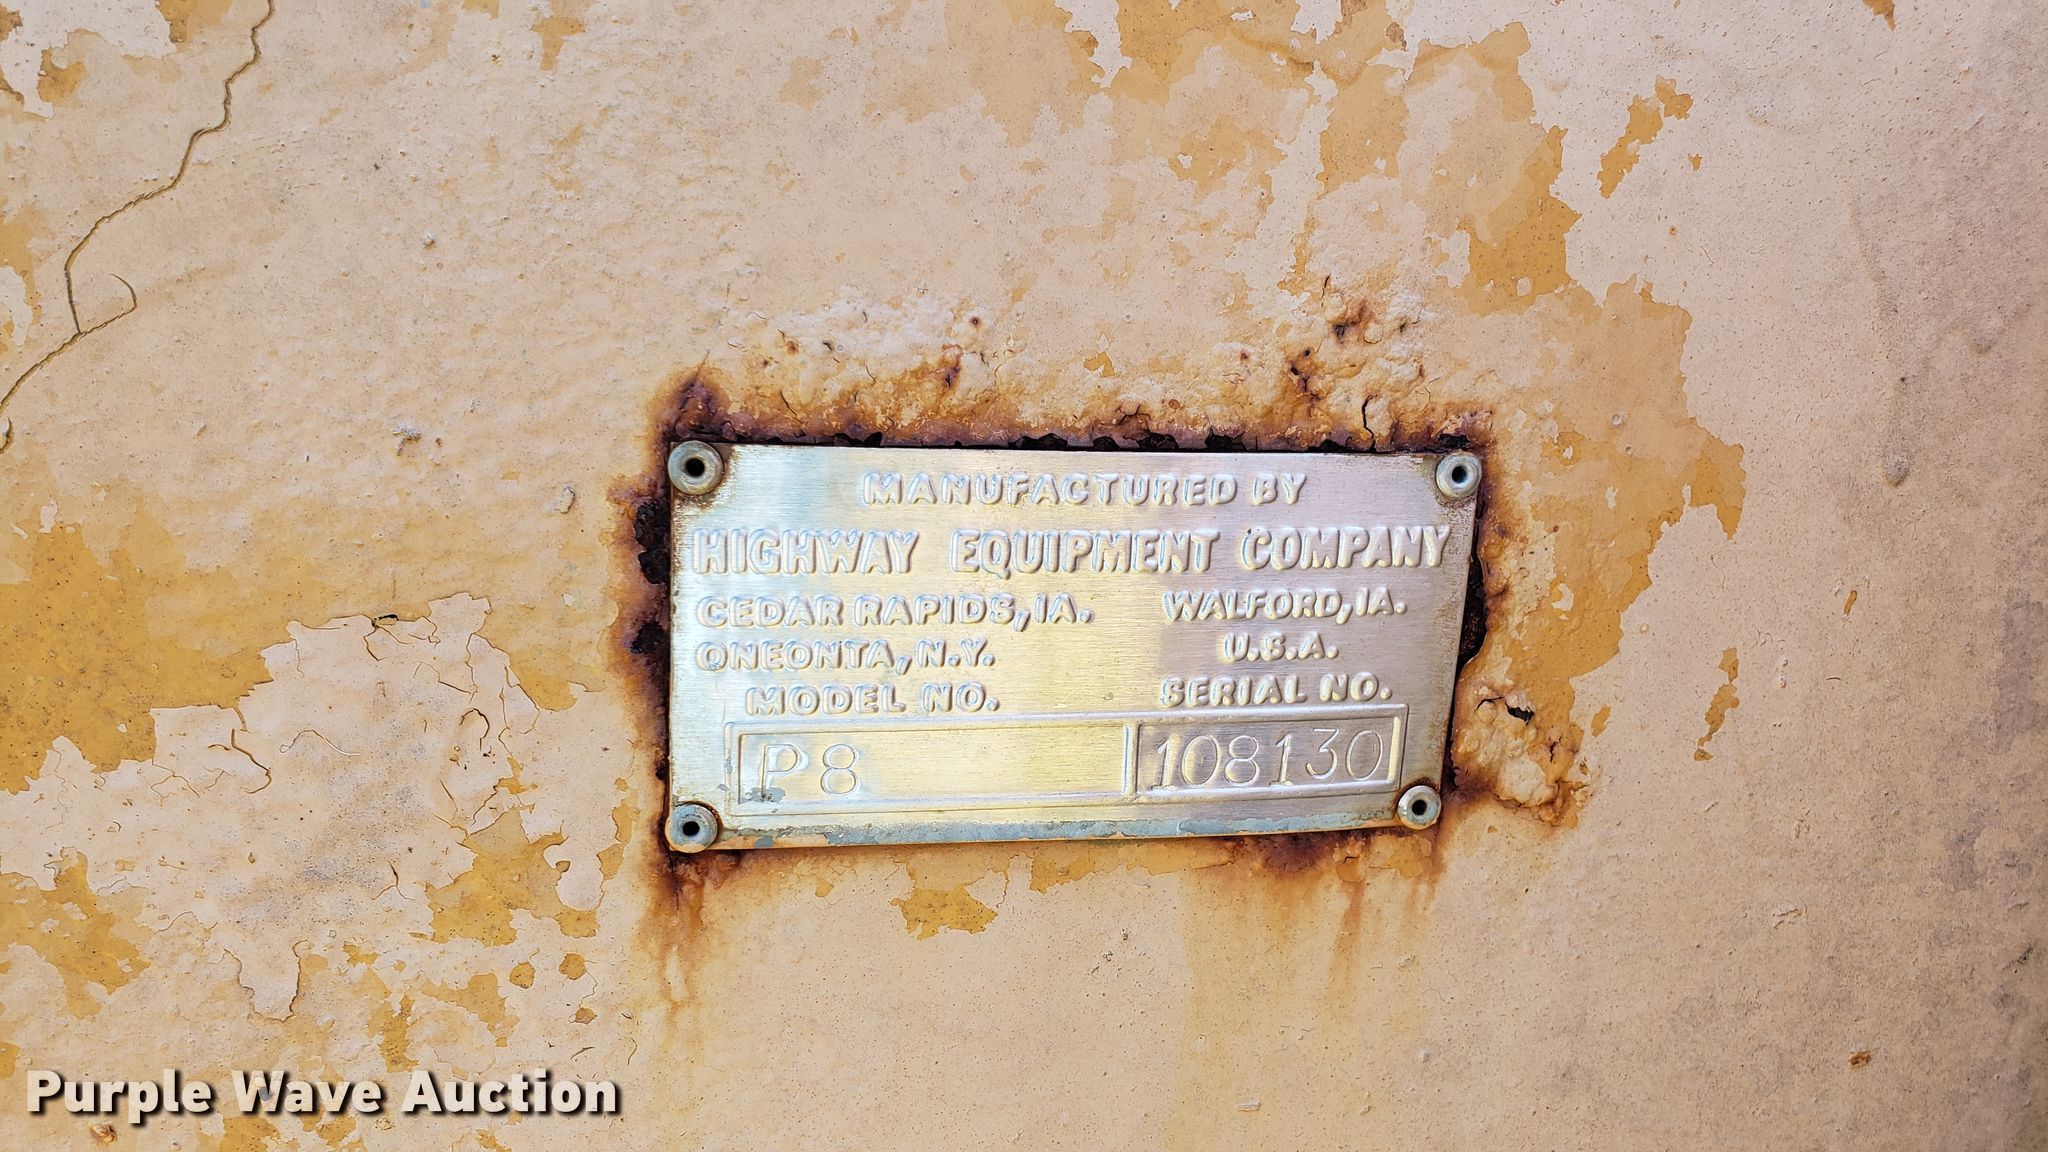 MANUFACTURED BY
HIGHWAY EQUIPMENT COMPANY
CEDAR RAPIDS, IA. WALFORD, IA.
ONEONTA, N.Y. U.S.A.
MODEL NO. SERIAL NO.
P8 108130
Purple Wave Auction